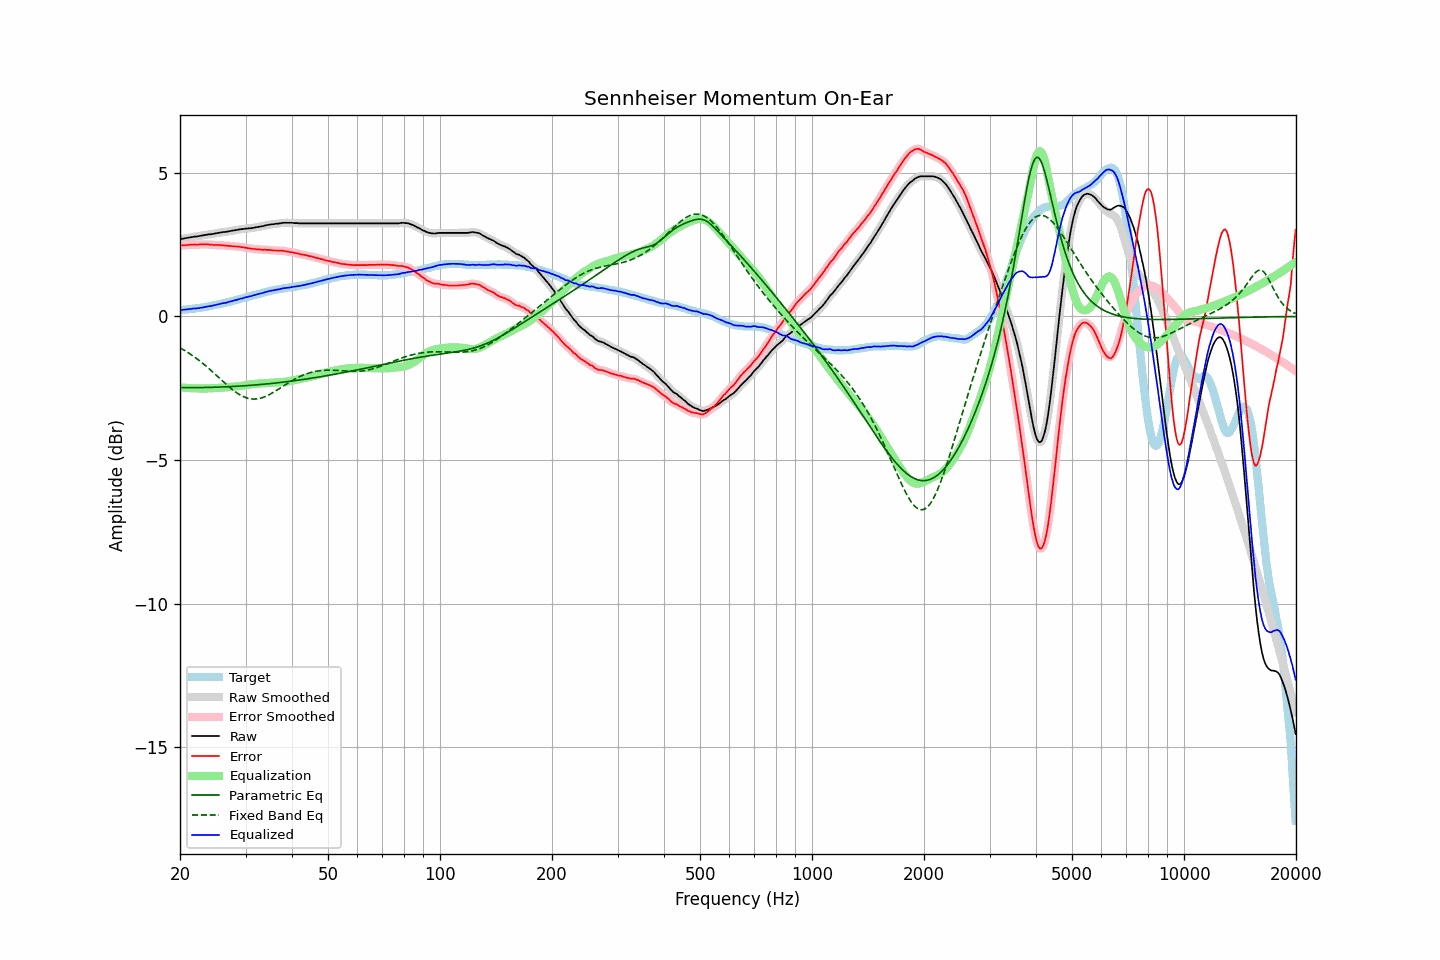 Sennheiser Momentum On-Ear
Amplitude (dBr)
5
0
−5
−10
−15
Target
Raw Smoothed
Error Smoothed
Raw
Error
Equalization
Parametric Eq
Fixed Band Eq
Equalized
20 50 100 200 500 1000 2000 5000 10000 20000
Frequency (Hz)